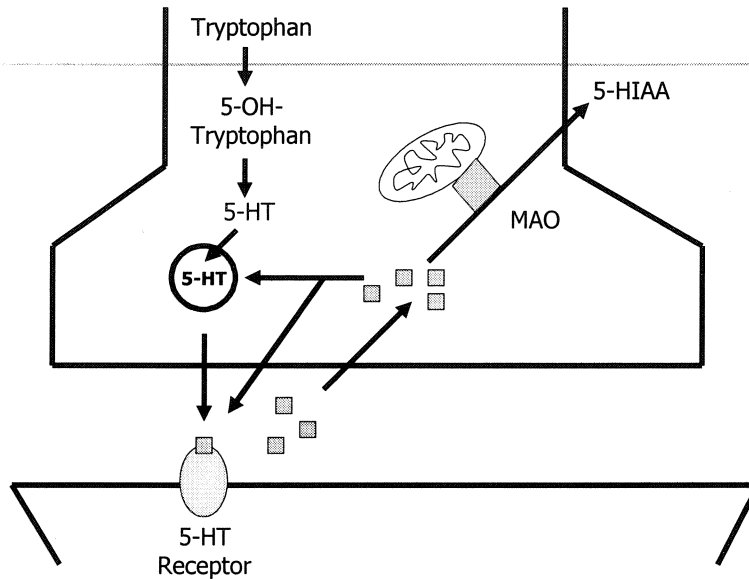 Tryptophan
5-OH-
Tryptophan
5-HT
5-HT
5-HIAA
MAO
5-HT
Receptor